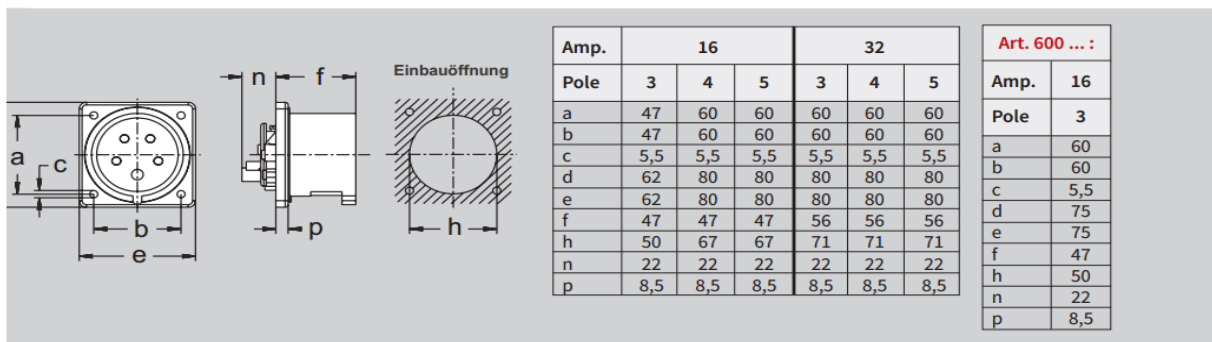 n f
a
c
b
e
p
Einbauöffnung
h
Amp. 16 32
Pole 3 4 5 3 4 5
a 47 60 60 60 60 60
b 47 60 60 60 60 60
c 5,5 5,5 5,5 5,5 5,5 5,5
d 62 80 80 80 80 80
e 62 80 80 80 80 80
f 47 47 47 56 56 56
h 50 67 67 71 71 71
n 22 22 22 22 22 22
p 8,5 8,5 8,5 8,5 8,5 8,5
Art. 600 ... :
Amp. 16
Pole 3
a 60
b 60
c 5,5
d 75
e 75
f 47
h 50
n 22
p 8,5